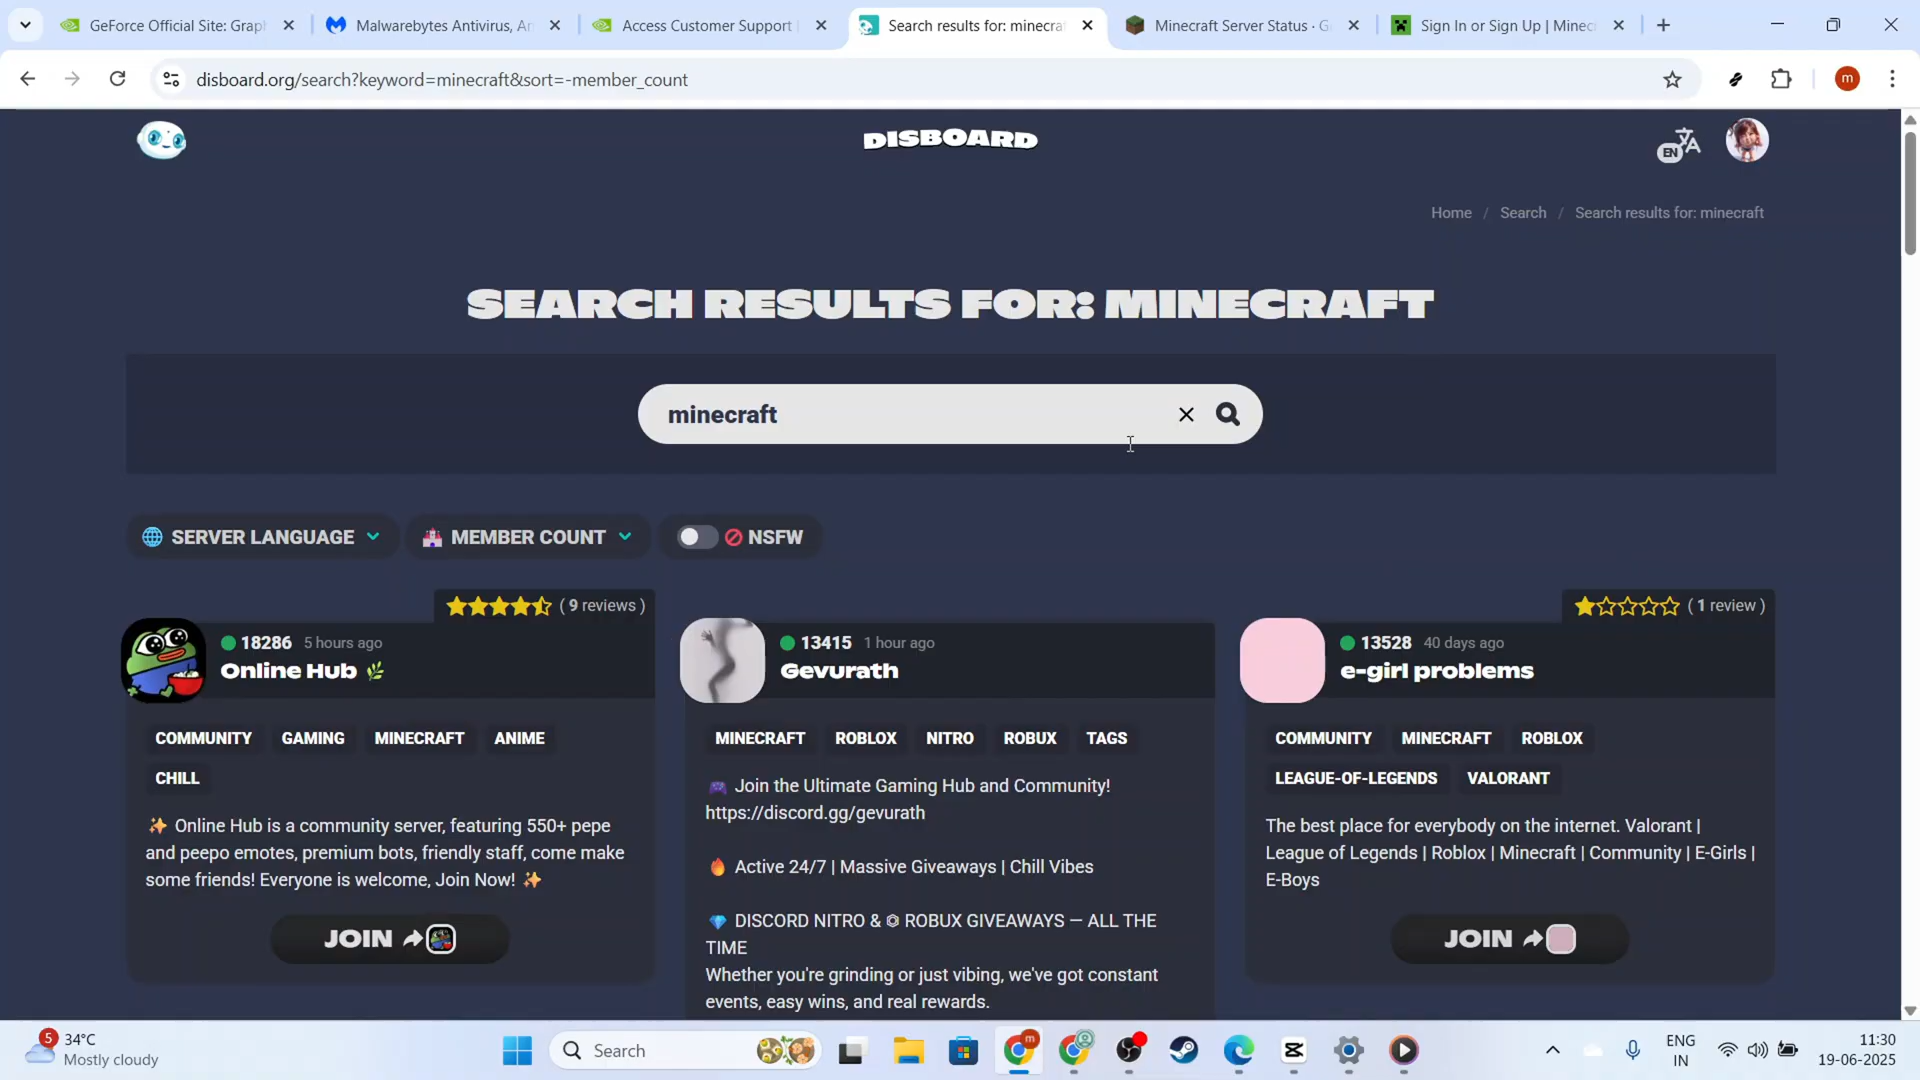 GeForce Official Site: Graph
Malwarebytes Antivirus, An
Access Customer Support |
Search results for: minecraf
Minecraft Server Status · G
Sign In or Sign Up | Minec
disboard.org/search?keyword=minecraft&sort=-member_count
m
DISBOARD
EN
Home / Search / Search results for: minecraft
SEARCH RESULTS FOR: MINECRAFT
minecraft
SERVER LANGUAGE
MEMBER COUNT
NSFW
( 9 reviews )
18286 5 hours ago
Online Hub
COMMUNITY GAMING MINECRAFT ANIME
CHILL
✨ Online Hub is a community server, featuring 550+ pepe
and peepo emotes, premium bots, friendly staff, come make
some friends! Everyone is welcome, Join Now! ✨
JOIN
13415 1 hour ago
Gevurath
MINECRAFT ROBLOX NITRO ROBUX TAGS
🎮 Join the Ultimate Gaming Hub and Community!
https://discord.gg/gevurath
🔥 Active 24/7 | Massive Giveaways | Chill Vibes
💎 DISCORD NITRO & ⏣ ROBUX GIVEAWAYS — ALL THE
TIME
Whether you're grinding or just vibing, we've got constant
events, easy wins, and real rewards.
( 1 review )
13528 40 days ago
e-girl problems
COMMUNITY MINECRAFT ROBLOX
LEAGUE-OF-LEGENDS VALORANT
The best place for everybody on the internet. Valorant |
League of Legends | Roblox | Minecraft | Community | E-Girls |
E-Boys
JOIN
5
34°C
Mostly cloudy
Search
m
ENG
IN
11:30
19-06-2025